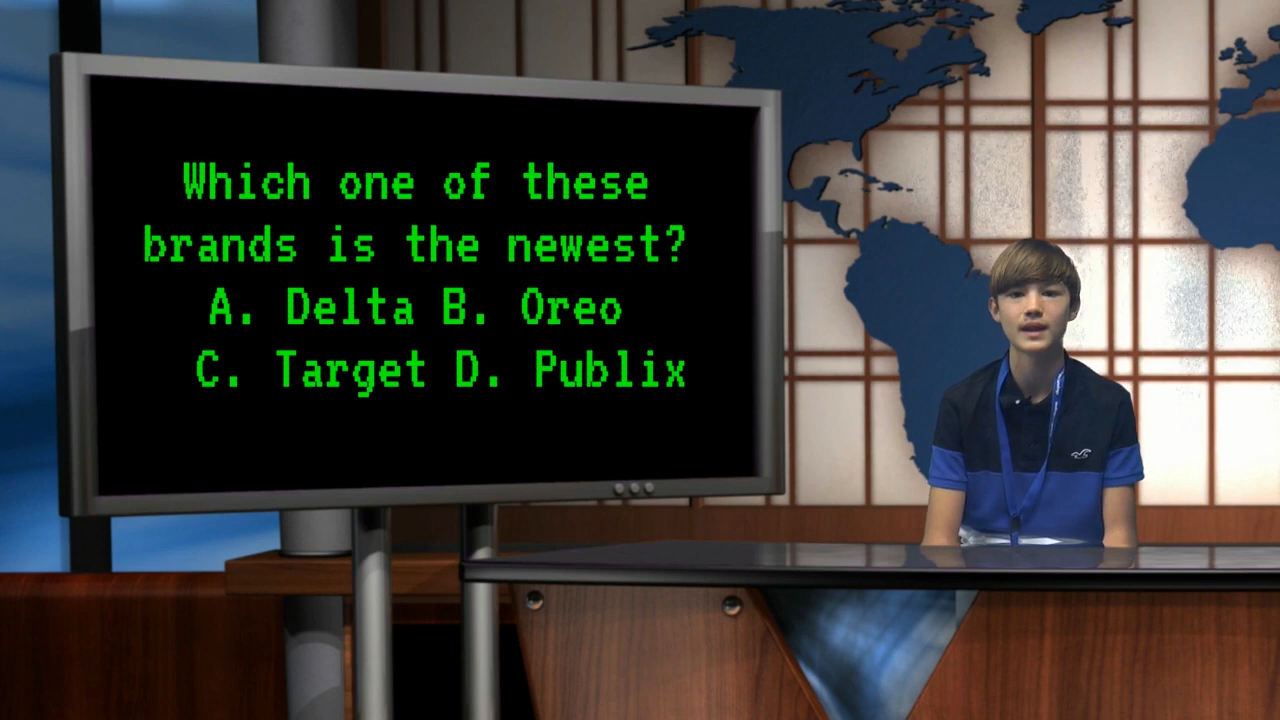 Which one of these
brands is the newest?
A. Delta B. Oreo
C. Target D. Publix